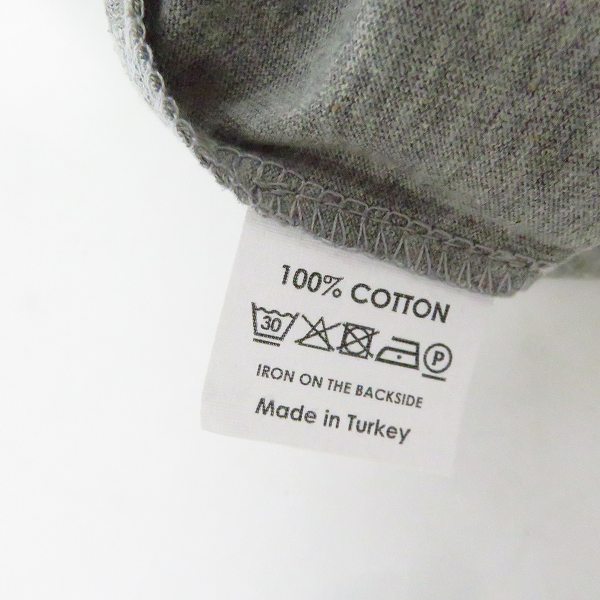 100% COTTON
30 P
IRON ON THE BACKSIDE
Made in Turkey